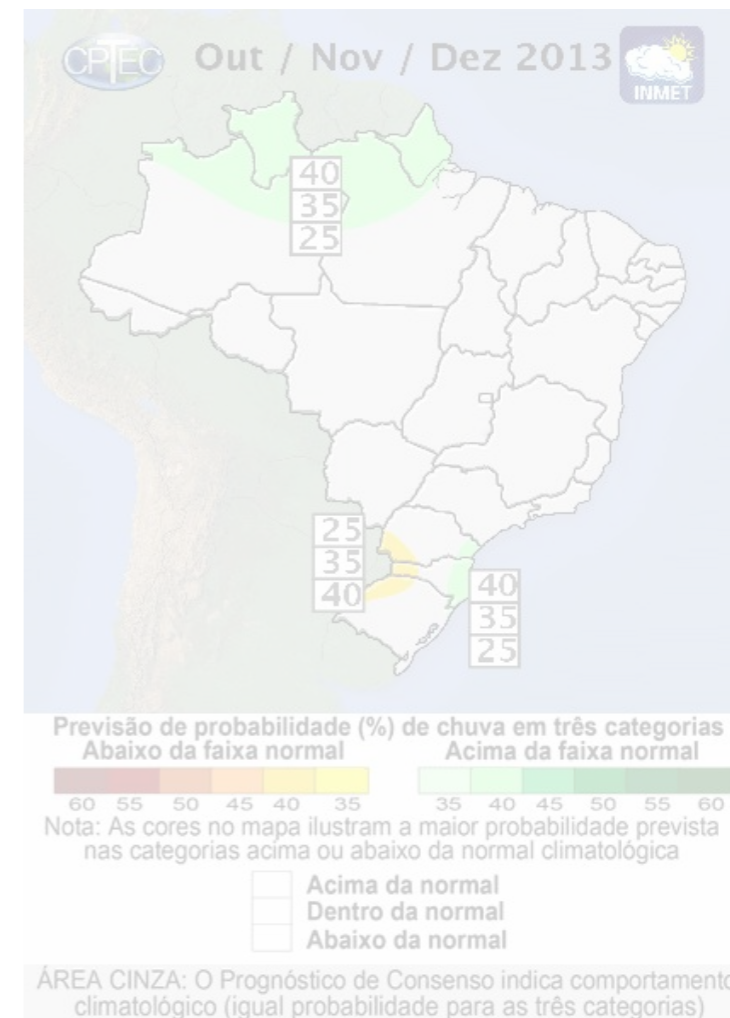 CPTEC
Out / Nov / Dez 2013
INMET
40
35
25
25
35
40
40
35
25
Previsão de probabilidade (%) de chuva em três categorias
Abaixo da faixa normal
Acima da faixa normal
60 55 50 45 40 35
35 40 45 50 55 60
Nota: As cores no mapa ilustram a maior probabilidade prevista
nas categorias acima ou abaixo da normal climatológica
Acima da normal
Dentro da normal
Abaixo da normal
ÁREA CINZA: O Prognóstico de Consenso indica comportamento
climatológico (igual probabilidade para as três categorias)